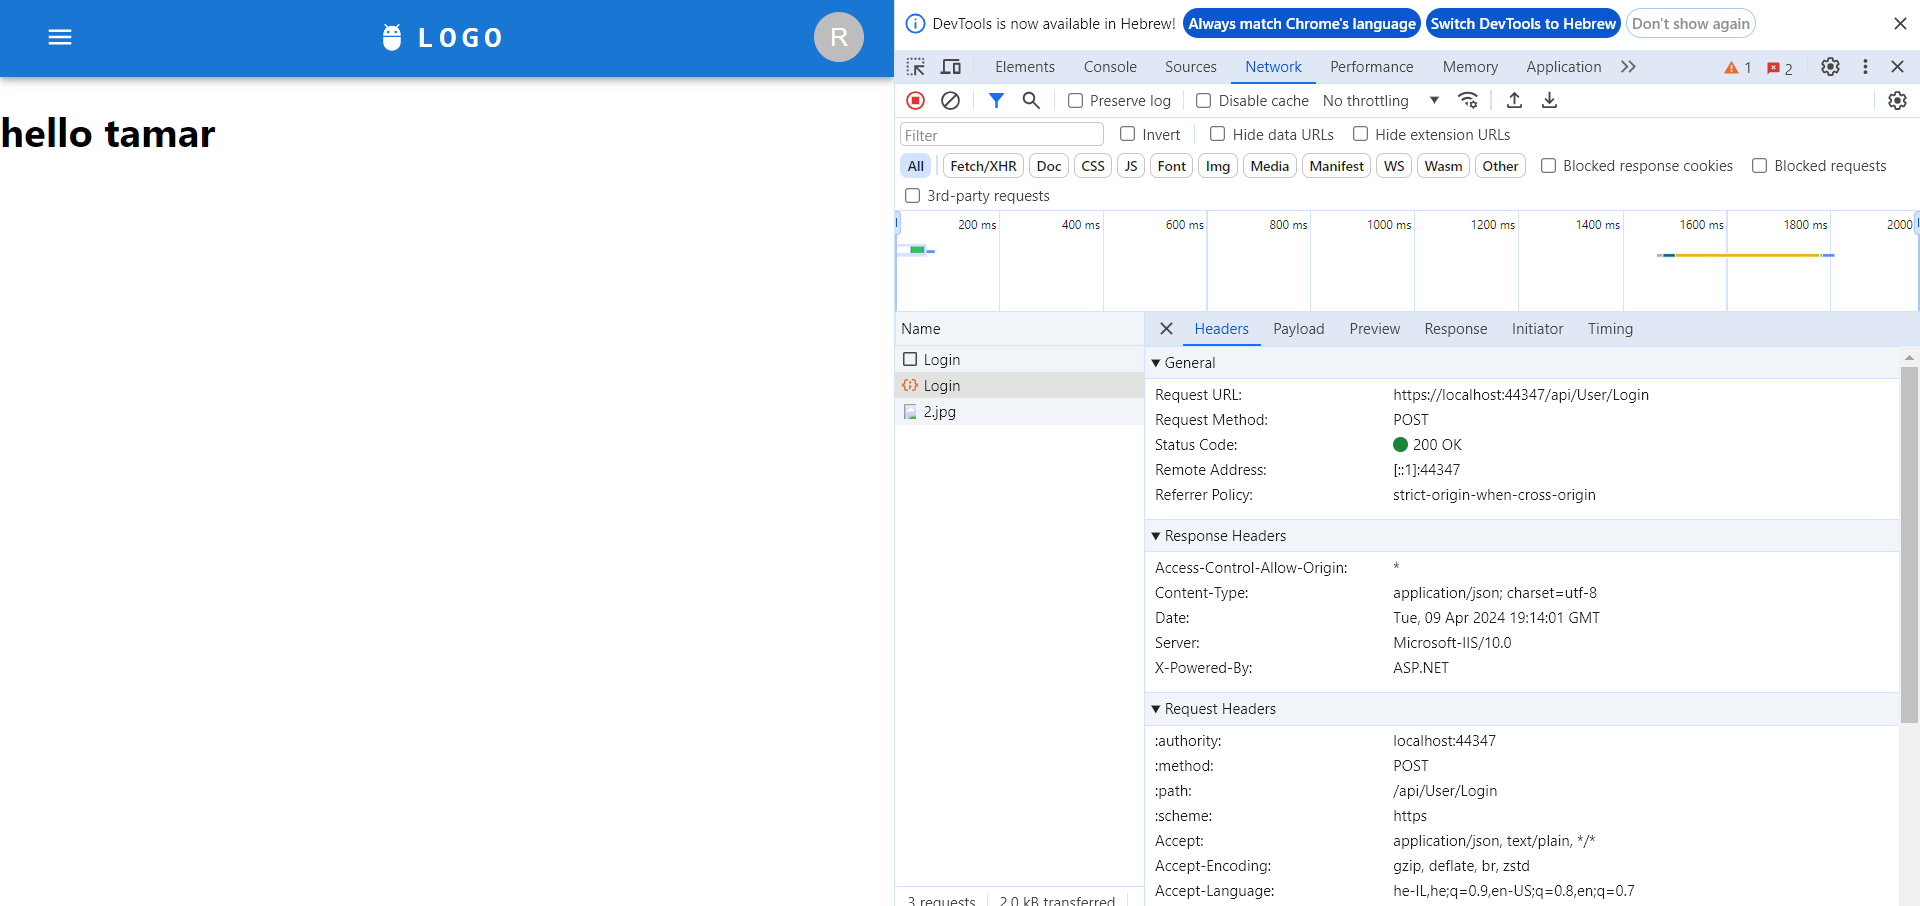 LOGO
R
hello tamar
DevTools is now available in Hebrew! Always match Chrome's language Switch DevTools to Hebrew Don't show again
Elements Console Sources Network Performance Memory Application 1 2
Preserve log Disable cache No throttling
Filter Invert Hide data URLs Hide extension URLs
All Fetch/XHR Doc CSS JS Font Img Media Manifest WS Wasm Other Blocked response cookies Blocked requests
3rd-party requests
200 ms 400 ms 600 ms 800 ms 1000 ms 1200 ms 1400 ms 1600 ms 1800 ms 2000
Name
Login
Login
2.jpg
3 requests 2.0 kB transferred
Headers Payload Preview Response Initiator Timing
General
Request URL: https://localhost:44347/api/User/Login
Request Method: POST
Status Code: 200 OK
Remote Address: [::1]:44347
Referrer Policy: strict-origin-when-cross-origin
Response Headers
Access-Control-Allow-Origin: *
Content-Type: application/json; charset=utf-8
Date: Tue, 09 Apr 2024 19:14:01 GMT
Server: Microsoft-IIS/10.0
X-Powered-By: ASP.NET
Request Headers
:authority: localhost:44347
:method: POST
:path: /api/User/Login
:scheme: https
Accept: application/json, text/plain, */*
Accept-Encoding: gzip, deflate, br, zstd
Accept-Language: he-IL,he;q=0.9,en-US;q=0.8,en;q=0.7